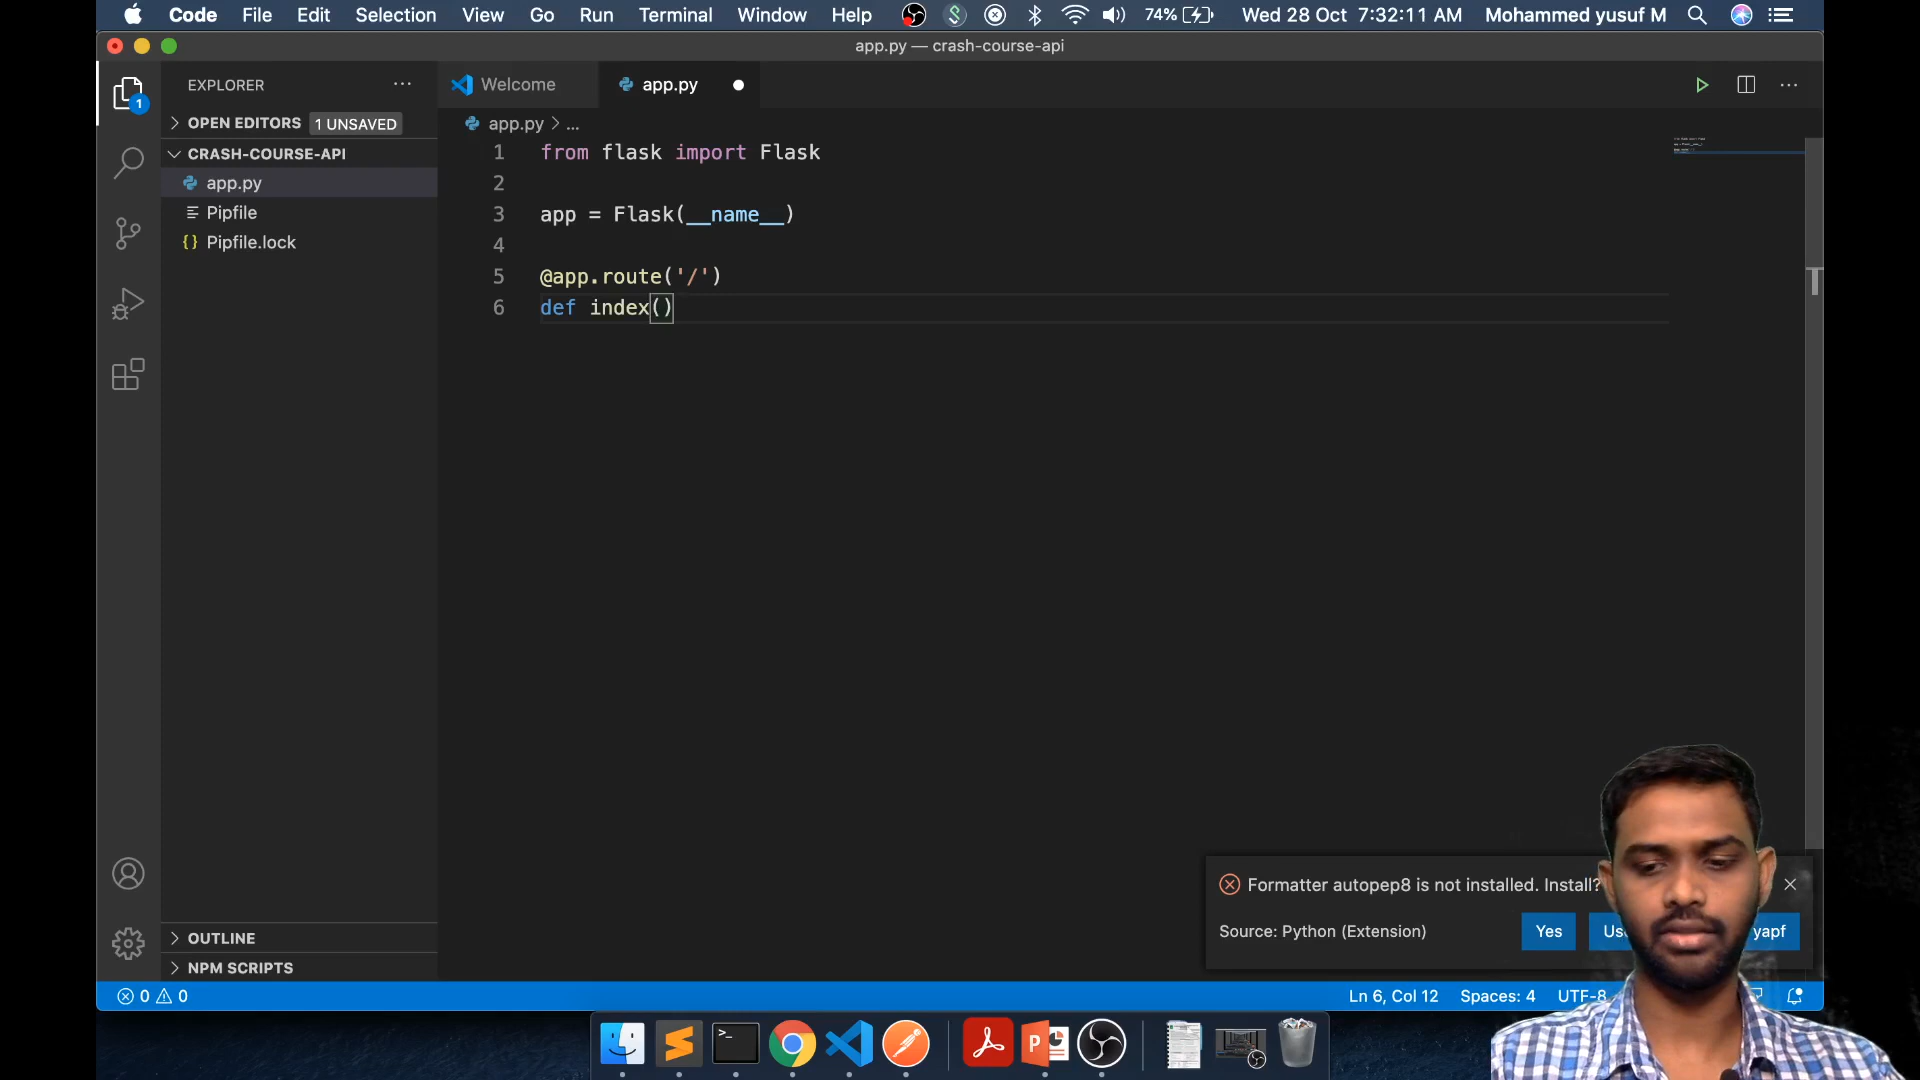 Code File Edit Selection View Go Run Terminal Window Help 74% Wed 28 Oct 7:32:11 AM Mohammed yusuf M
app.py — crash-course-api
EXPLORER
Welcome
app.py
OPEN EDITORS 1 UNSAVED
app.py > ...
CRASH-COURSE-API
app.py
Pipfile
Pipfile.lock
1 from flask import Flask
2
3 app = Flask(__name__)
4
5 @app.route('/')
6 def index()
1
Formatter autopep8 is not installed. Install?
Source: Python (Extension)
Yes
yapf
OUTLINE
NPM SCRIPTS
0 0
Ln 6, Col 12 Spaces: 4 UTF-8